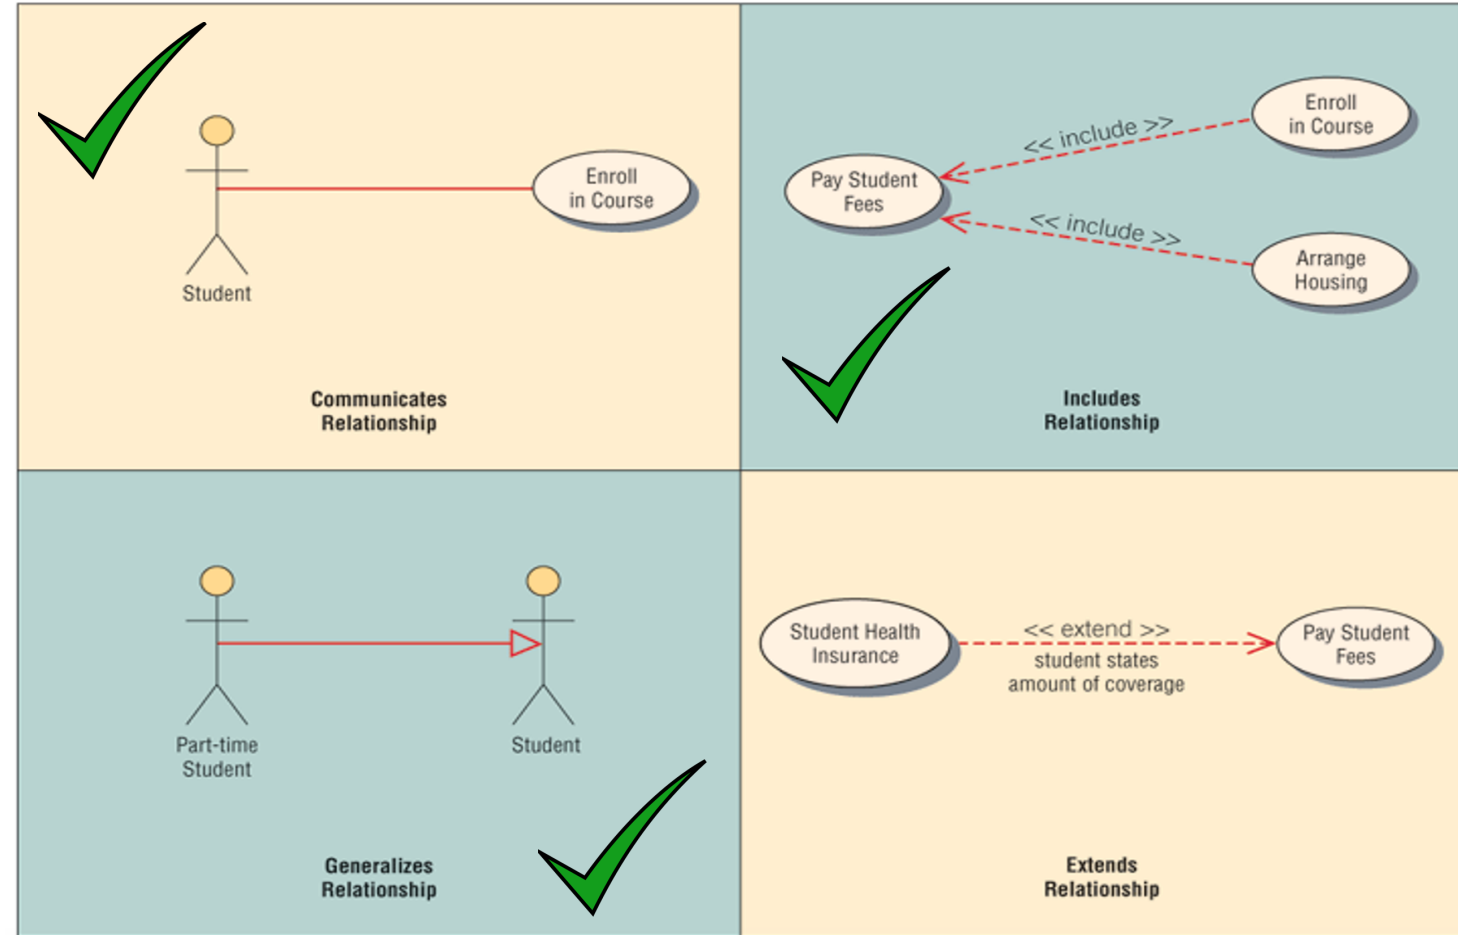 Enroll
in Course
Student
Communicates
Relationship
Enroll
in Course
<< include >>
Pay Student
Fees
<< include >>
Arrange
Housing
Includes
Relationship
Part-time
Student
Student
Generalizes
Relationship
Student Health
Insurance
<< extend >>
student states
amount of coverage
Pay Student
Fees
Extends
Relationship